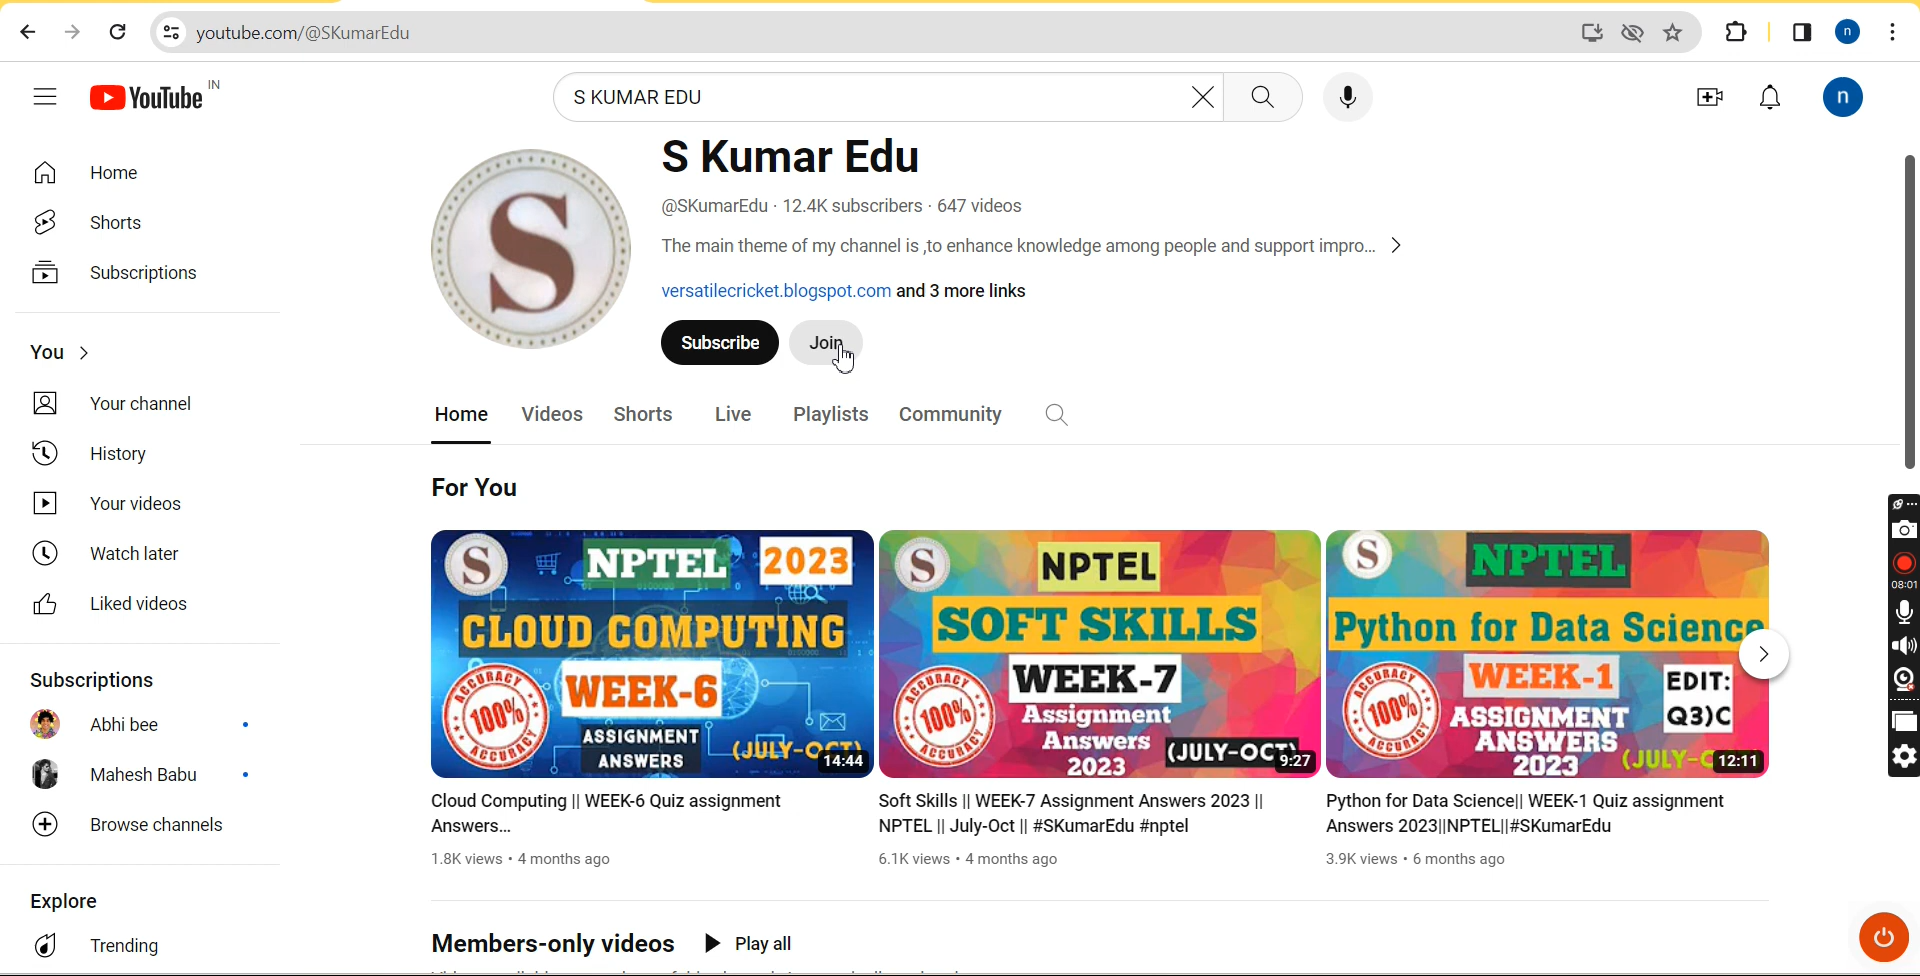 youtube.com/@SKumarEdu
n
YouTube IN
S KUMAR EDU
n
Home
Shorts
Subscriptions
You
Your channel
History
Your videos
Watch later
Liked videos
Subscriptions
Abhi bee
Mahesh Babu
Browse channels
Explore
Trending
S
S Kumar Edu
@SKumarEdu · 12.4K subscribers · 647 videos
The main theme of my channel is ,to enhance knowledge among people and support impro...
versatilecricket.blogspot.com and 3 more links
Subscribe
Join
Home
Videos
Shorts
Live
Playlists
Community
For You
S
NPTEL
2023
CLOUD COMPUTING
WEEK-6
ACCURACY
100%
ACCURACY
ASSIGNMENT
ANSWERS
(JULY-OCT)
14:44
Cloud Computing || WEEK-6 Quiz assignment
Answers...
1.8K views • 4 months ago
S
NPTEL
SOFT SKILLS
WEEK-7
ACCURACY
100%
ACCURACY
Assignment
Answers
2023
(JULY-OCT)
9:27
Soft Skills || WEEK-7 Assignment Answers 2023 ||
NPTEL || July-Oct || #SKumarEdu #nptel
6.1K views • 4 months ago
S
NPTEL
Python for Data Science
WEEK-1
EDIT:
Q3)C
ACCURACY
100%
ACCURACY
ASSIGNMENT
ANSWERS
2023
(JULY-
12:11
Python for Data Science|| WEEK-1 Quiz assignment
Answers 2023||NPTEL||#SKumarEdu
3.9K views • 6 months ago
Members-only videos
Play all
08:01